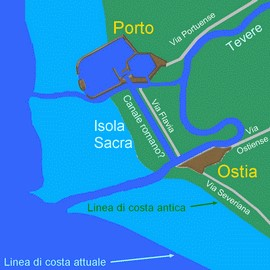 Porto
Via Portuense
Tevere
Isola
Sacra
Canale romano?
Via Flavia
Via
Ostiense
Ostia
Via Severiana
Linea di costa antica
Linea di costa attuale